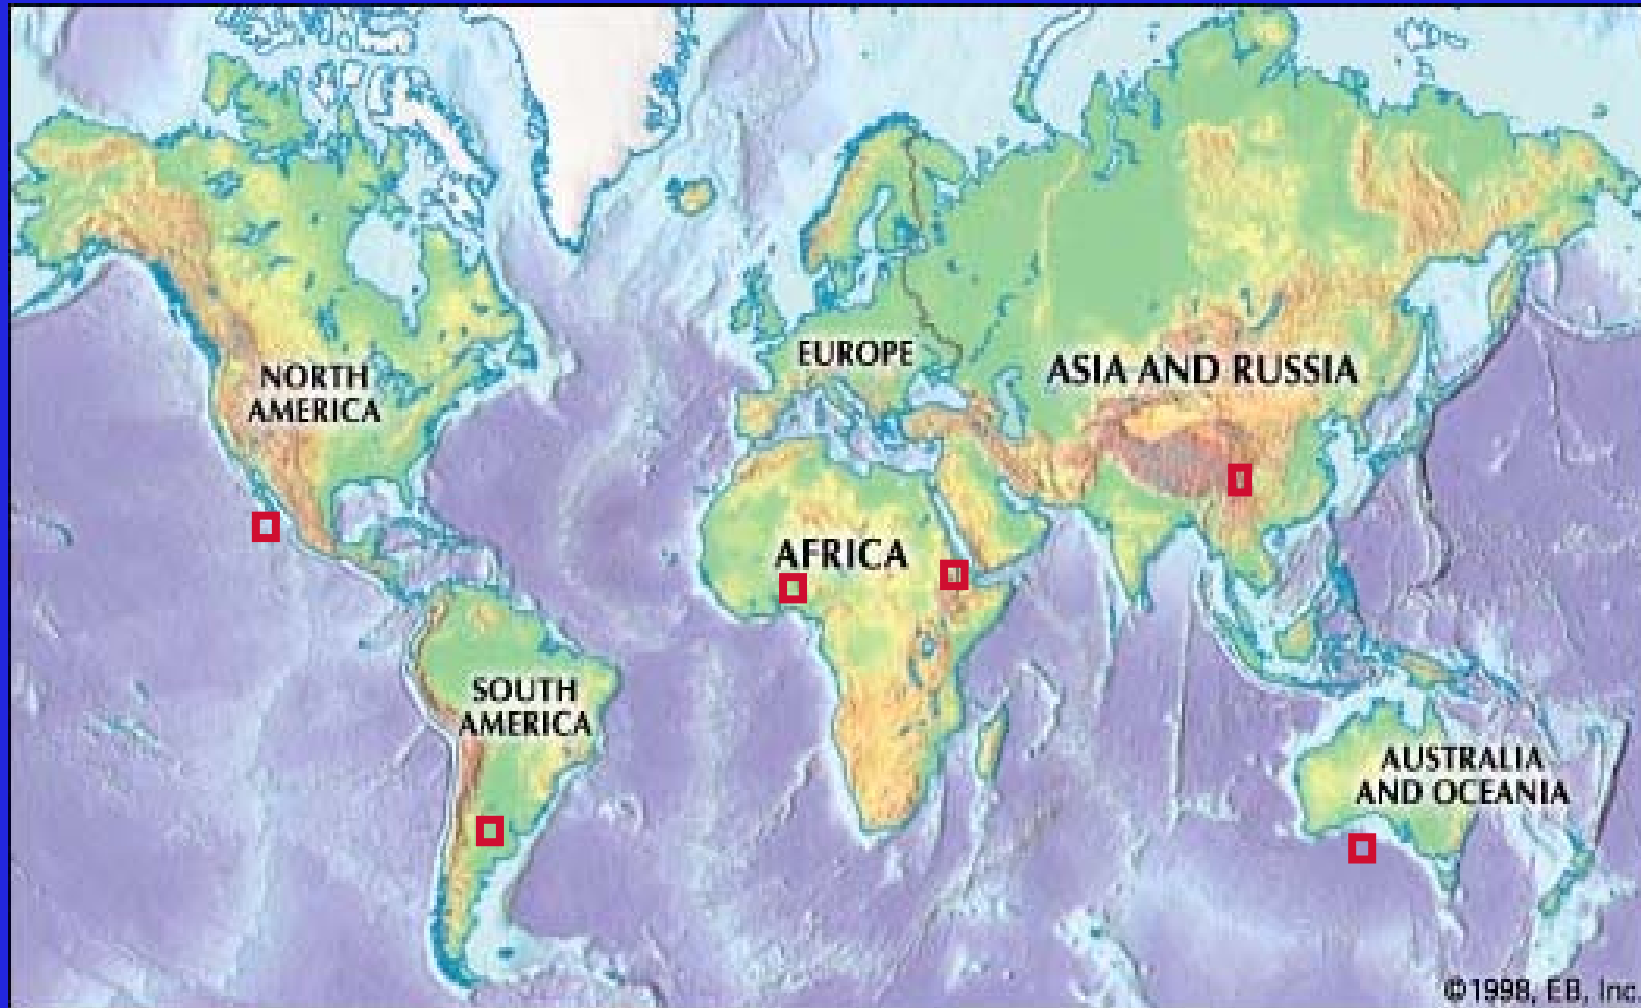 EUROPE
ASIA AND RUSSIA
NORTH
AMERICA
AFRICA
SOUTH
AMERICA
AUSTRALIA
AND OCEANIA
©1998, EB, Inc